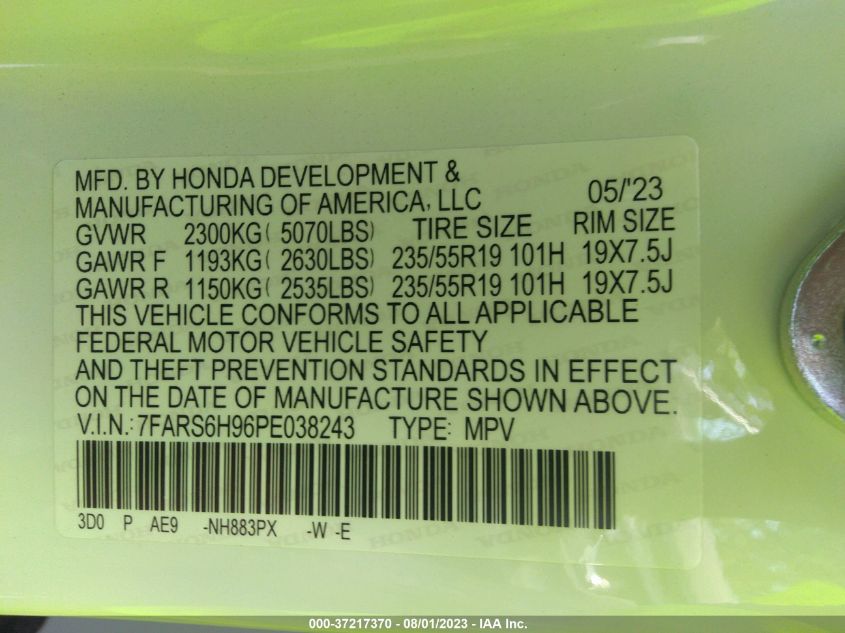 MFD. BY HONDA DEVELOPMENT &
MANUFACTURING OF AMERICA, LLC 05/'23
GVWR 2300KG( 5070LBS) TIRE SIZE RIM SIZE
GAWR F 1193KG( 2630LBS) 235/55R19 101H 19X7.5J
GAWR R 1150KG( 2535LBS) 235/55R19 101H 19X7.5J
THIS VEHICLE CONFORMS TO ALL APPLICABLE
FEDERAL MOTOR VEHICLE SAFETY
AND THEFT PREVENTION STANDARDS IN EFFECT
ON THE DATE OF MANUFACTURE SHOWN ABOVE.
V.I.N.: 7FARS6H96PE038243 TYPE: MPV
3D0 P AE9 -NH883PX -W -E
000-37217370 - 08/01/2023 - IAA Inc.